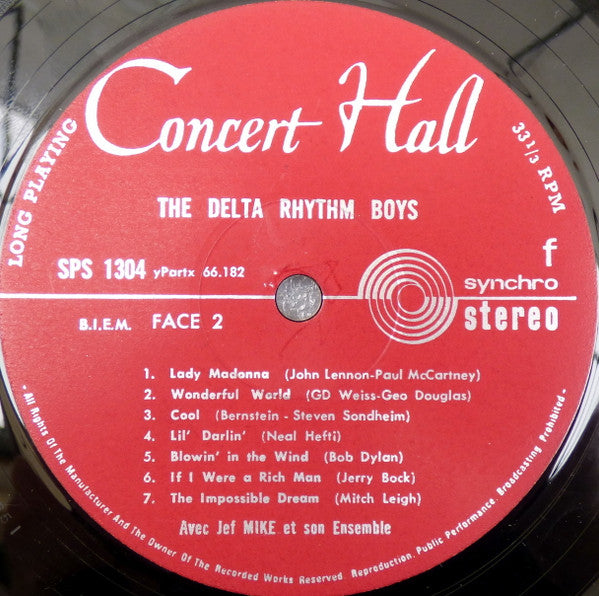 Concert Hall
LONG PLAYING
33 1/3 RPM
THE DELTA RHYTHM BOYS
SPS 1304 yPartx 66.182
f
synchro
stereo
B.I.E.M. FACE 2
1. Lady Madonna (John Lennon-Paul McCartney)
2. Wonderful World (GD Weiss-Geo Douglas)
3. Cool (Bernstein - Steven Sondheim)
4. Lil' Darlin' (Neal Hefti)
5. Blowin' in the Wind (Bob Dylan)
6. If I Were a Rich Man (Jerry Bock)
7. The Impossible Dream (Mitch Leigh)
Avec Jef MIKE et son Ensemble
- All Rights Of The Manufacturer And The Owner Of The Recorded Works Reserved. Reproduction, Public Performance, Broadcasting Prohibited -